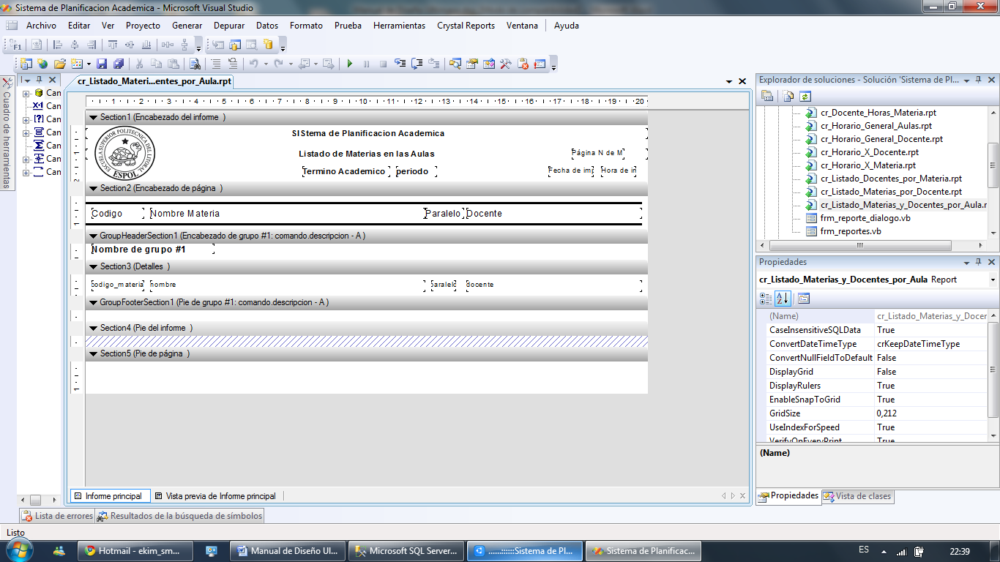 Sistema de Planificacion Academica - Microsoft Visual Studio
Archivo Editar Ver Proyecto Generar Depurar Datos Formato Prueba Herramientas Crystal Reports Ventana Ayuda
cr_Listado_Materi...entes_por_Aula.rpt
Cuadro de herramientas
Can
Can
Can
Can
Can
Can
Can
1 2 3 4 5 6 7 8 9 10 11 12 13 14 15 16 17 18 19 20
Section1 (Encabezado del informe )
ESCUELA SUPERIOR POLITECNICA DEL LITORAL
ESPOL
SIStema de Planificacion Academica
Listado de Materias en las Aulas
Página N de M
Termino Academico periodo
Fecha de imp Hora de in
Section2 (Encabezado de página )
Codigo Nombre Materia Paralelo Docente
GroupHeaderSection1 (Encabezado de grupo #1: comando.descripcion - A )
Nombre de grupo #1
Section3 (Detalles )
codigo_materia nombre paralelo docente
GroupFooterSection1 (Pie de grupo #1: comando.descripcion - A )
Section4 (Pie del informe )
Section5 (Pie de página )
Informe principal Vista previa de Informe principal
Explorador de soluciones - Solución 'Sistema de Pl...
cr_Docente_Horas_Materia.rpt
cr_Horario_General_Aulas.rpt
cr_Horario_General_Docente.rpt
cr_Horario_X_Docente.rpt
cr_Horario_X_Materia.rpt
cr_Listado_Docentes_por_Materia.rpt
cr_Listado_Materias_por_Docente.rpt
cr_Listado_Materias_y_Docentes_por_Aula.r
frm_reporte_dialogo.vb
frm_reportes.vb
Propiedades
cr_Listado_Materias_y_Docentes_por_Aula Report
(Name) cr_Listado_Materias_y_Docer
CaseInsensitiveSQLData True
ConvertDateTimeType crKeepDateTimeType
ConvertNullFieldToDefault False
DisplayGrid False
DisplayRulers True
EnableSnapToGrid True
GridSize 0,212
UseIndexForSpeed True
VerifyOnEveryPrint True
(Name)
Propiedades Vista de clases
Lista de errores Resultados de la búsqueda de símbolos
Listo
Hotmail - ekim_sm... Manual de Diseño UI... Microsoft SQL Server... ......::::::Sistema de Pl... Sistema de Planificac...
ES 22:39